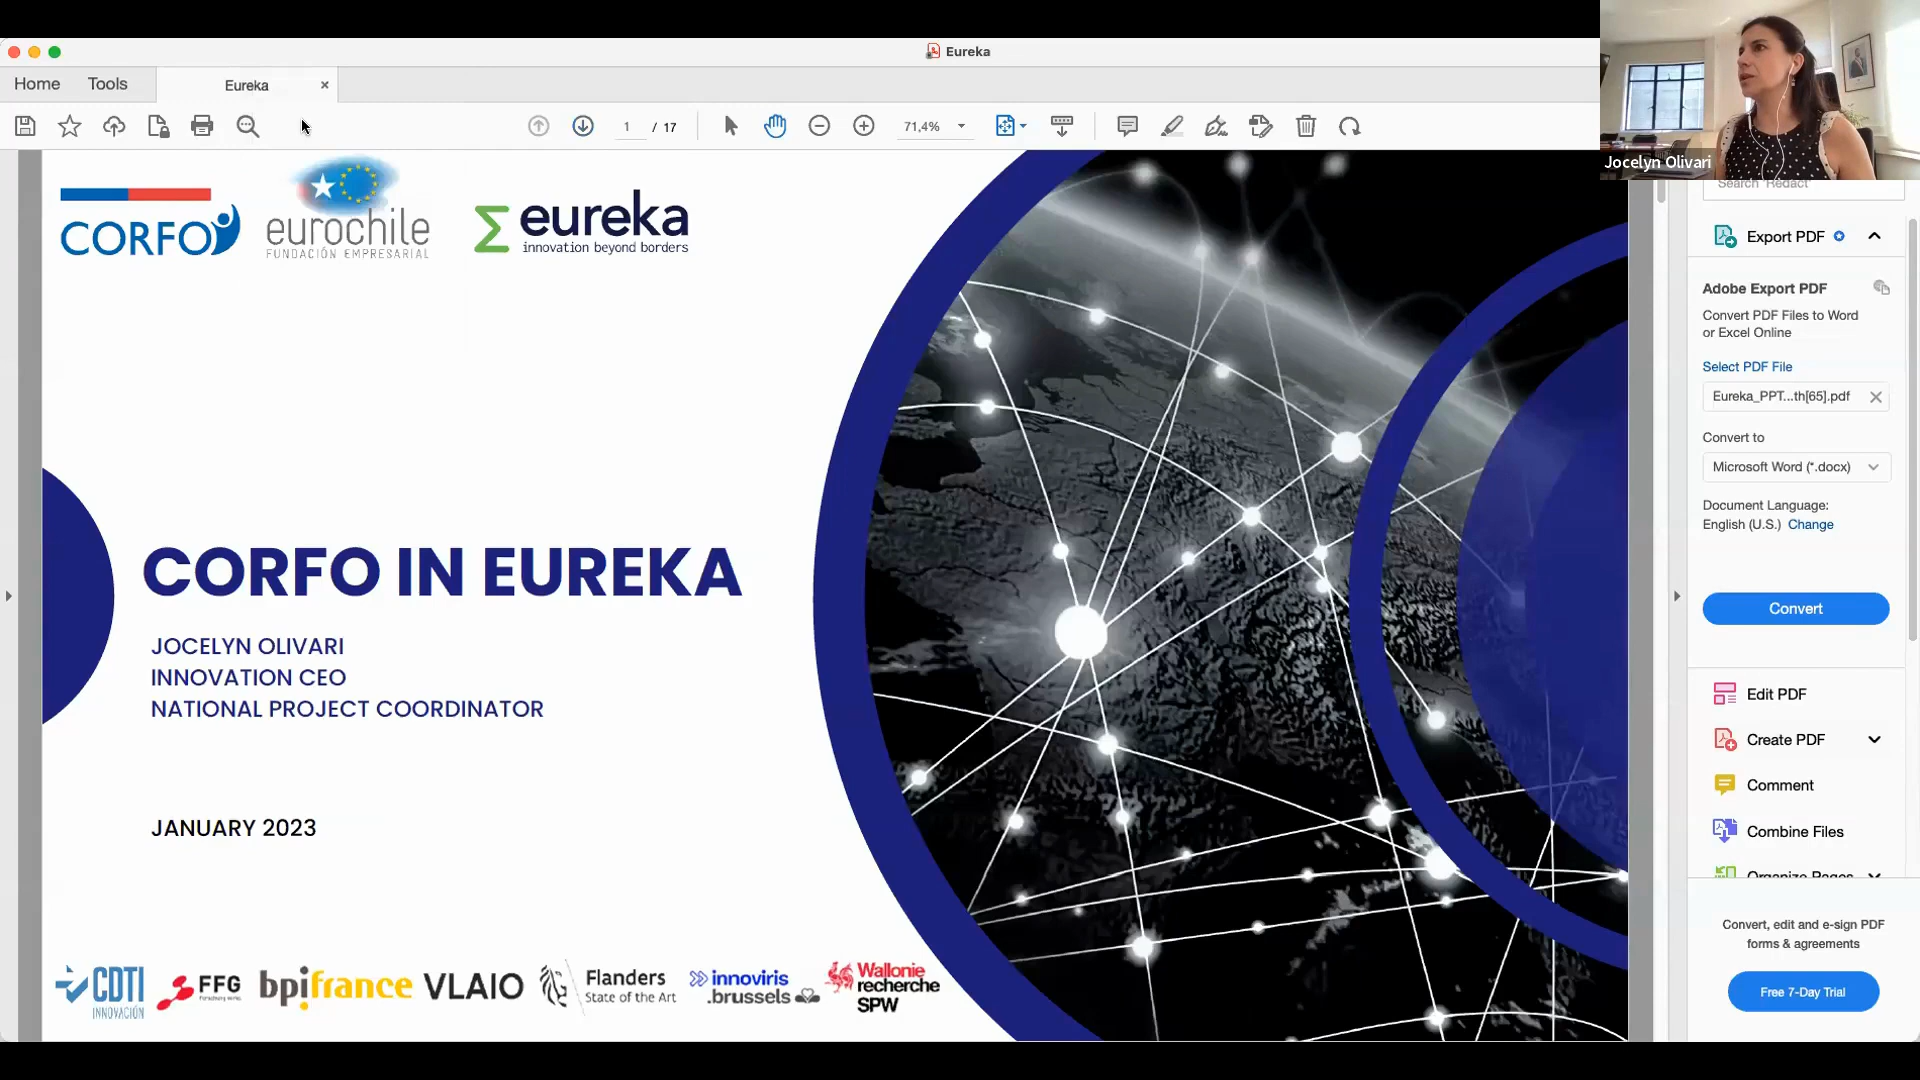 Eureka
Home
Tools
Eureka
1 / 17
71,4%
Jocelyn Olivari
Search 'Redact'
CORFO
eurochile
FUNDACIÓN EMPRESARIAL
eureka
innovation beyond borders
Export PDF
Adobe Export PDF
Convert PDF Files to Word
or Excel Online
Select PDF File
Eureka_PPT...th[65].pdf
Convert to
Microsoft Word (*.docx)
Document Language:
English (U.S.) Change
Convert
CORFO IN EUREKA
JOCELYN OLIVARI
INNOVATION CEO
NATIONAL PROJECT COORDINATOR
JANUARY 2023
Edit PDF
Create PDF
Comment
Combine Files
Organize Pages
Convert, edit and e-sign PDF
forms & agreements
Free 7-Day Trial
CDTI
INNOVACIÓN
FFG
bpifrance
VLAIO
Flanders
State of the Art
innoviris
.brussels
Wallonie
recherche
SPW